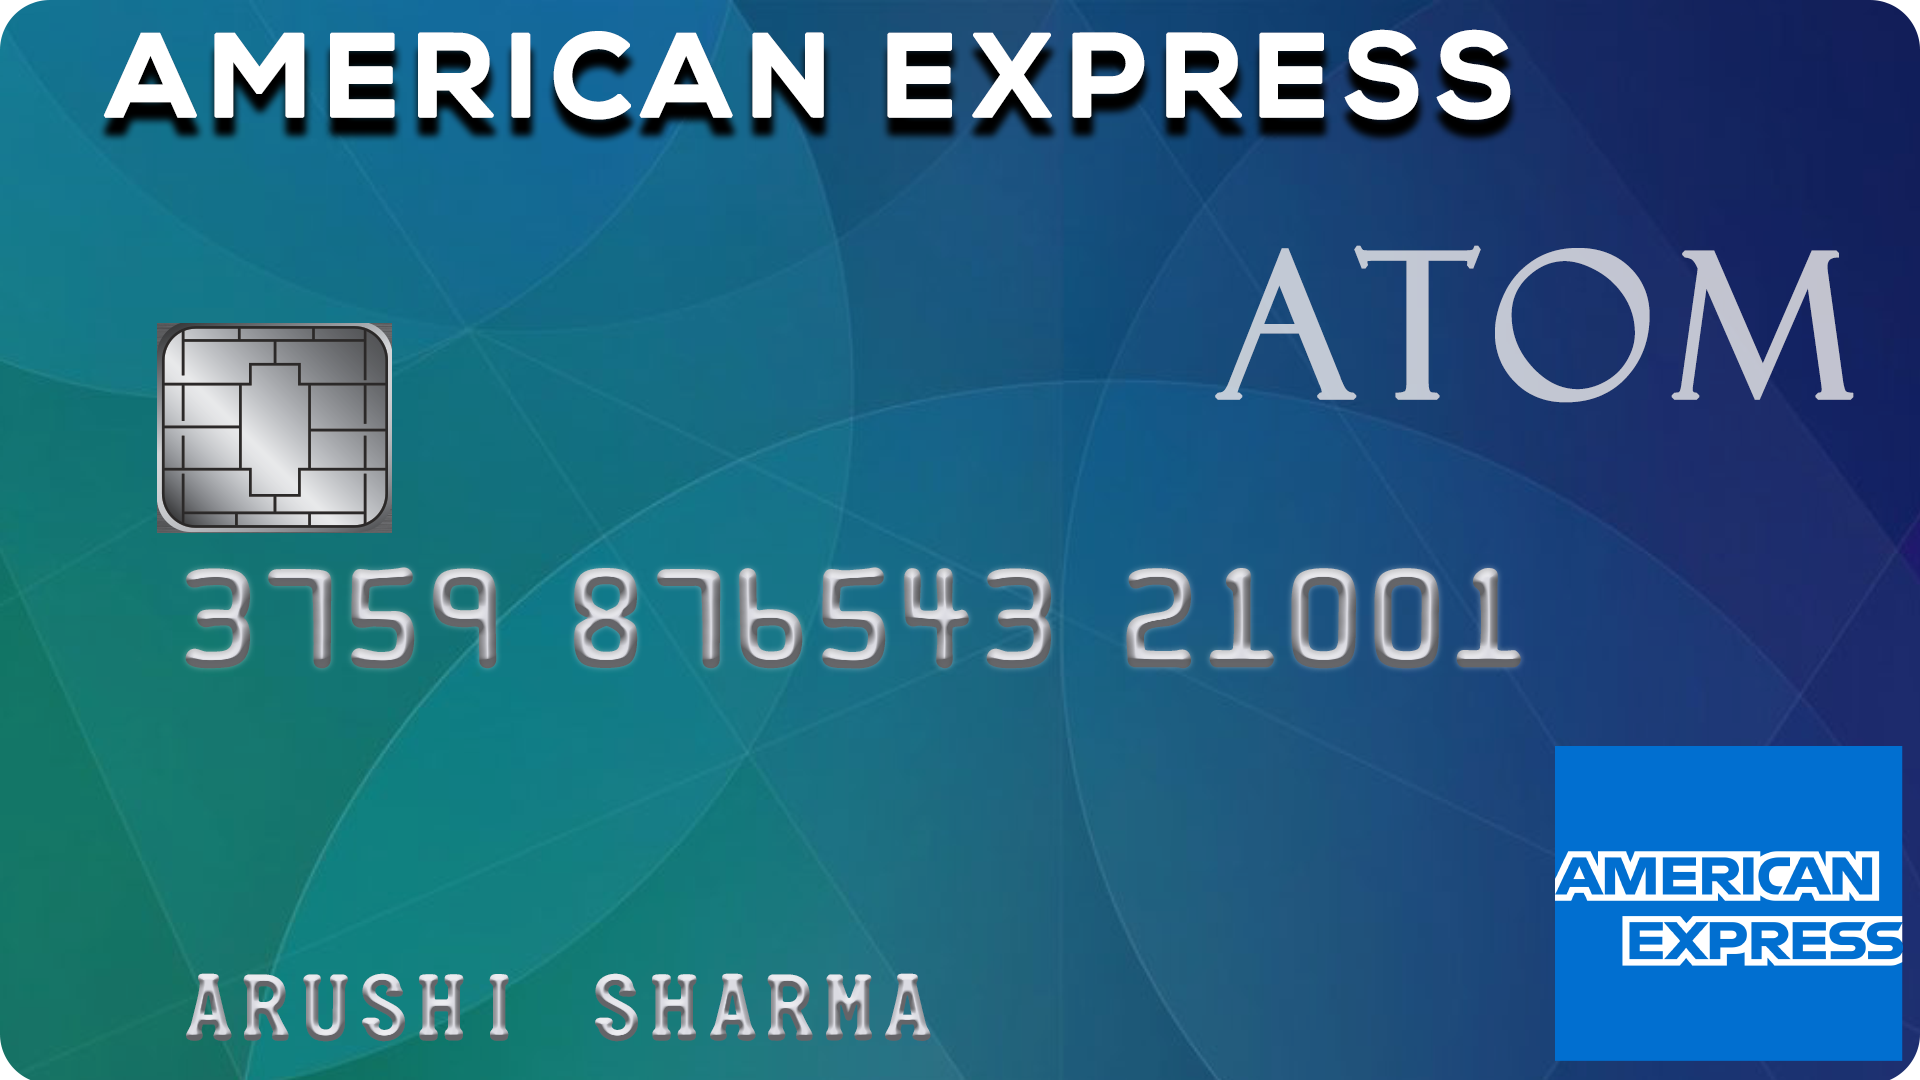 AMERICAN EXPRESS
ATOM
3759 876543 21001
AMERICAN
EXPRESS
ARUSHI SHARMA